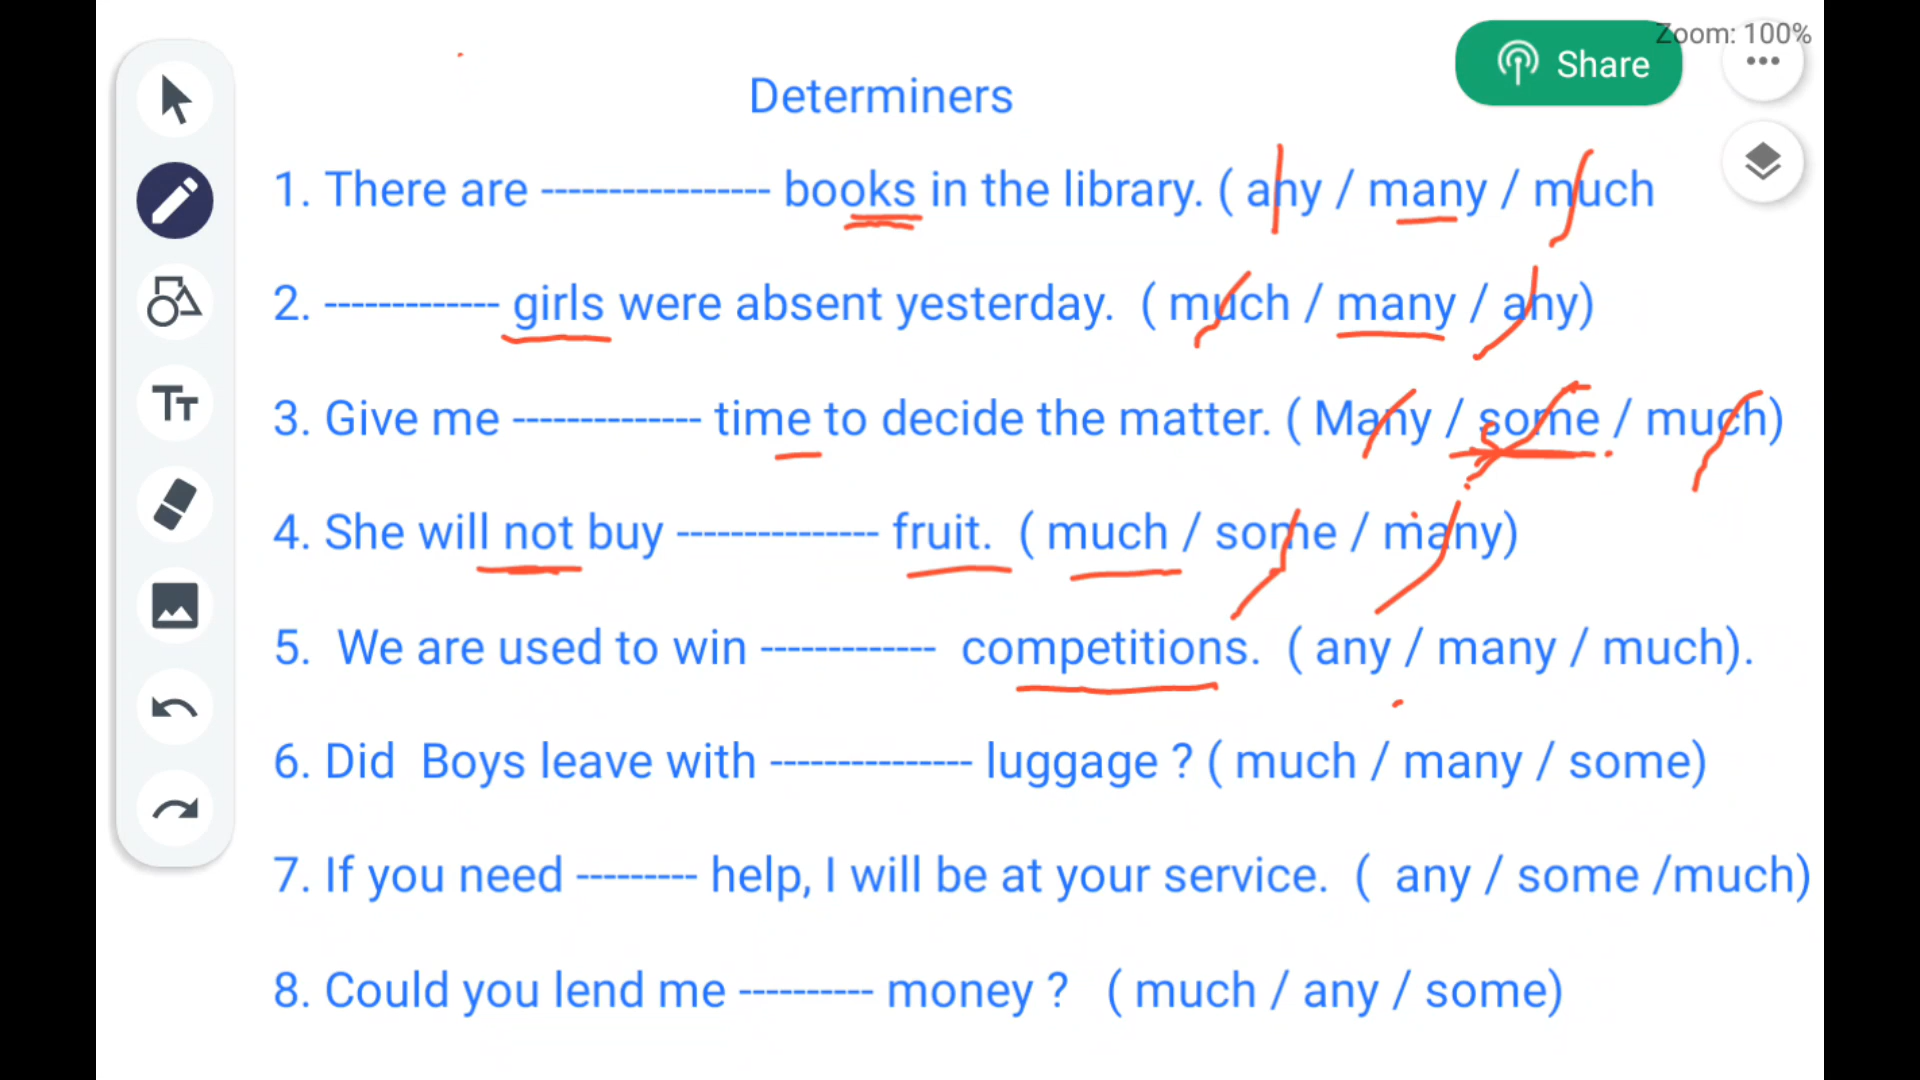 Zoom: 100%
Share
Determiners
1. There are ----------------- books in the library. ( any / many / much
2. ------------- girls were absent yesterday.  ( much / many / any)
3. Give me -------------- time to decide the matter. ( Many / some / much)
4. She will not buy --------------- fruit.  ( much / some / many)
5.  We are used to win -------------  competitions.  ( any / many / much).
6. Did  Boys leave with --------------- luggage ? ( much / many / some)
7. If you need --------- help, I will be at your service.  (  any / some /much)
8. Could you lend me ---------- money ?   ( much / any / some)